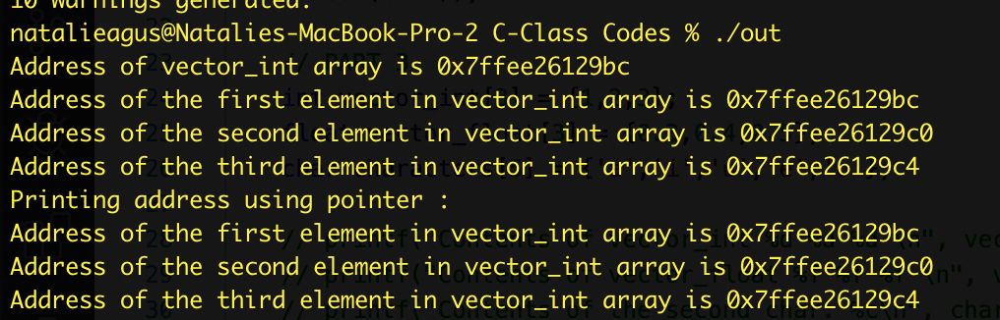 10 warnings generated.
natalieagus@Natalies-MacBook-Pro-2 C-Class Codes % ./out
Address of vector_int array is 0x7ffee26129bc
Address of the first element in vector_int array is 0x7ffee26129bc
Address of the second element in vector_int array is 0x7ffee26129c0
Address of the third element in vector_int array is 0x7ffee26129c4
Printing address using pointer :
Address of the first element in vector_int array is 0x7ffee26129bc
Address of the second element in vector_int array is 0x7ffee26129c0
Address of the third element in vector_int array is 0x7ffee26129c4